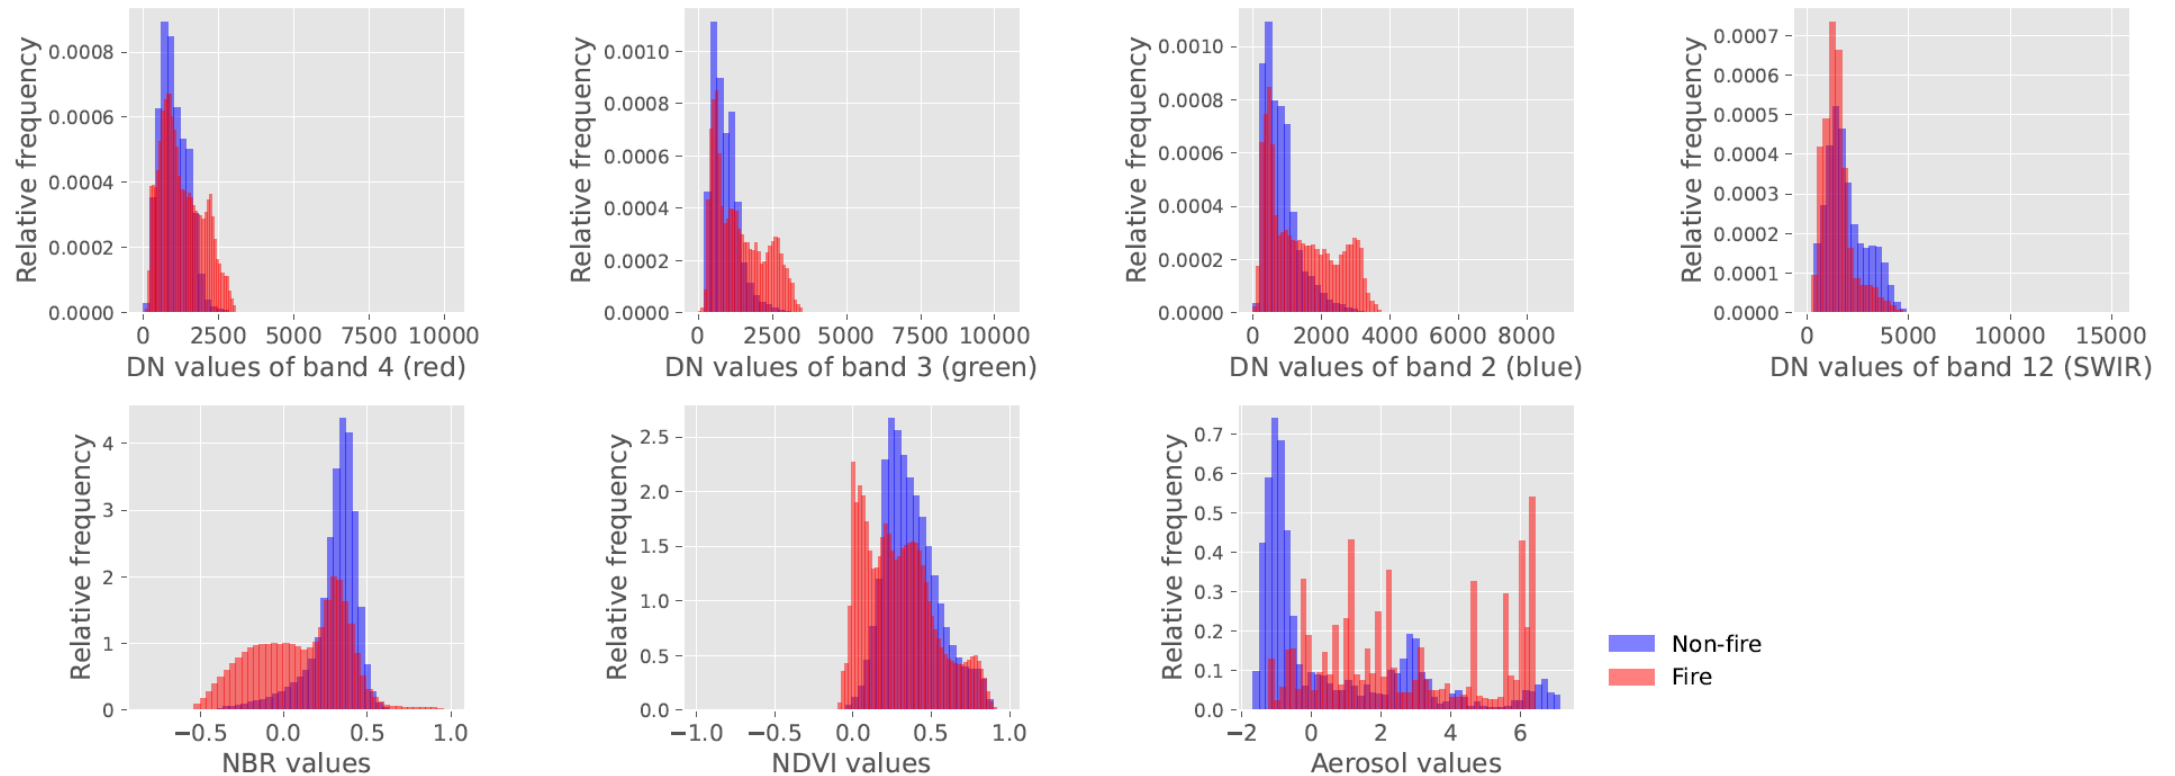 Relative frequency
0.0008
0.0006
0.0004
0.0002
0.0000
0 2500 5000 7500 10000
DN values of band 4 (red)
Relative frequency
0.0010
0.0008
0.0006
0.0004
0.0002
0.0000
0 2500 5000 7500 10000
DN values of band 3 (green)
Relative frequency
0.0010
0.0008
0.0006
0.0004
0.0002
0.0000
0 2000 4000 6000 8000
DN values of band 2 (blue)
Relative frequency
0.0007
0.0006
0.0005
0.0004
0.0003
0.0002
0.0001
0.0000
0 5000 10000 15000
DN values of band 12 (SWIR)
Relative frequency
4
3
2
1
0
−0.5 0.0 0.5 1.0
NBR values
Relative frequency
2.5
2.0
1.5
1.0
0.5
0.0
−1.0 −0.5 0.0 0.5 1.0
NDVI values
Relative frequency
0.7
0.6
0.5
0.4
0.3
0.2
0.1
0.0
−2 0 2 4 6
Aerosol values
Non-fire
Fire